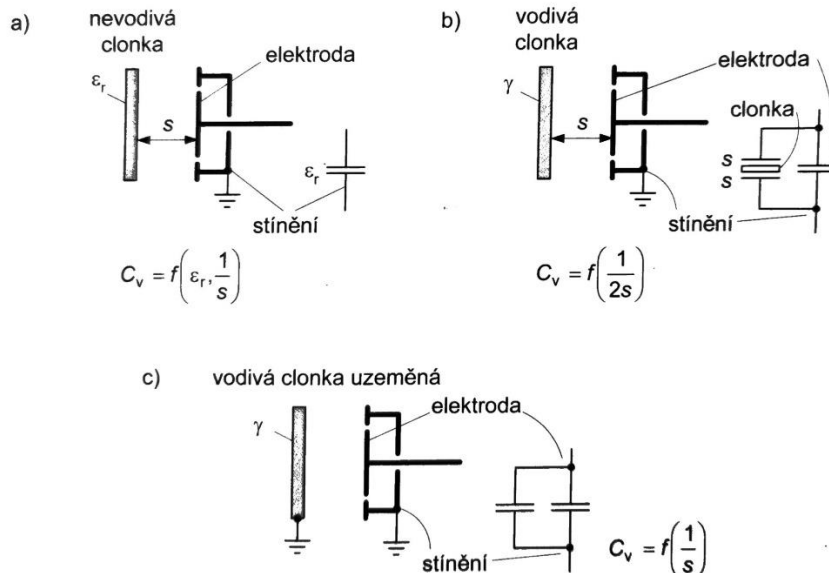 a)
nevodivá
clonka
εr
elektroda
s
εr
stínění
Cv = f(εr, 1/s)
b)
vodivá
clonka
γ
elektroda
s
clonka
s
s
stínění
Cv = f(1/2s)
c)
vodivá clonka uzeměná
γ
elektroda
stínění
Cv = f(1/s)